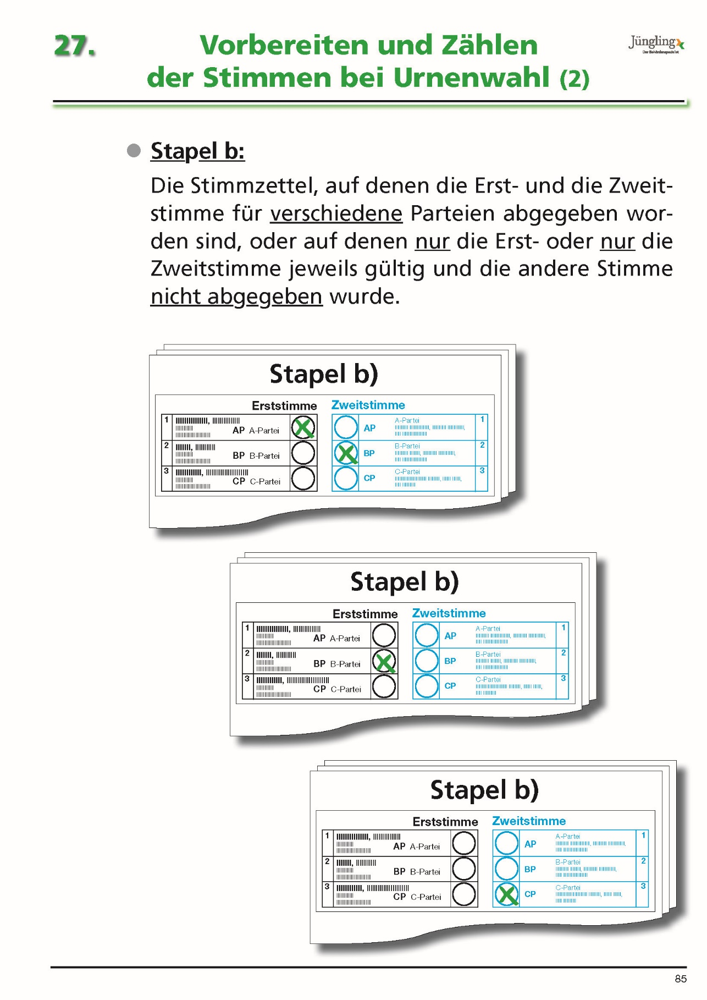 27.
Vorbereiten und Zählen
der Stimmen bei Urnenwahl (2)
Jüngling
Der Behördenspezialist
Stapel b:
Die Stimmzettel, auf denen die Erst- und die Zweit-
stimme für verschiedene Parteien abgegeben wor-
den sind, oder auf denen nur die Erst- oder nur die
Zweitstimme jeweils gültig und die andere Stimme
nicht abgegeben wurde.
Stapel b)
Erststimme Zweitstimme
1 AP A-Partei AP A-Partei 1
2 BP B-Partei BP B-Partei 2
3 CP C-Partei CP C-Partei 3
Stapel b)
Erststimme Zweitstimme
1 AP A-Partei AP A-Partei 1
2 BP B-Partei BP B-Partei 2
3 CP C-Partei CP C-Partei 3
Stapel b)
Erststimme Zweitstimme
1 AP A-Partei AP A-Partei 1
2 BP B-Partei BP B-Partei 2
3 CP C-Partei CP C-Partei 3
85